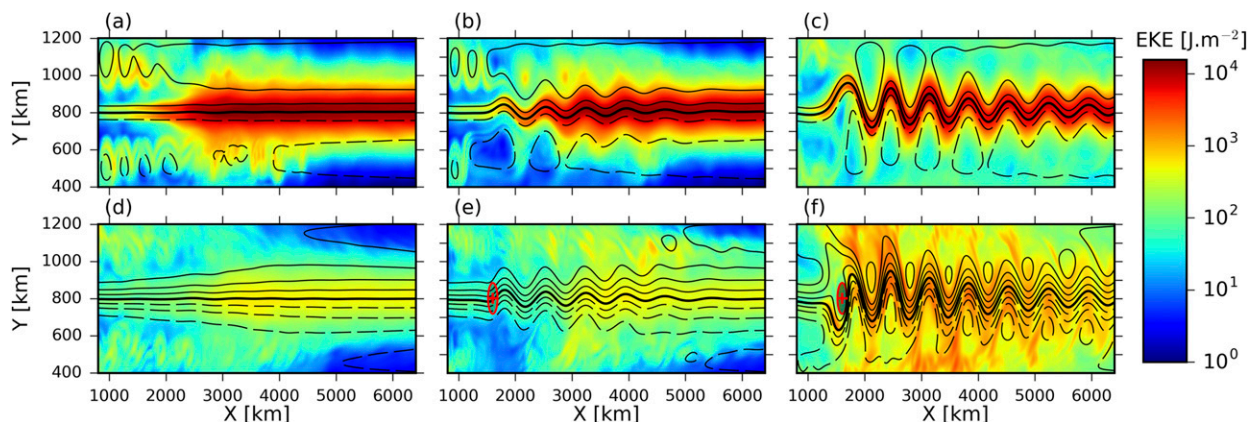 (a) (b) (c) EKE [J.m⁻²]
1200 10⁴
1000
Y [km] 800 10³
600
400
(d) (e) (f) 10²
1200
1000
Y [km] 800 10¹
600
400 10⁰
1000 2000 3000 4000 5000 6000 1000 2000 3000 4000 5000 6000 1000 2000 3000 4000 5000 6000
X [km] X [km] X [km]